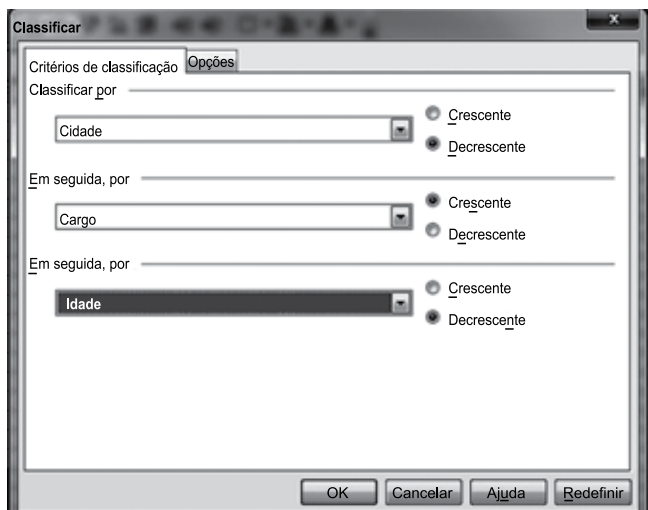 Classificar
x
Critérios de classificação Opções
Classificar por
Cidade
Crescente
Decrescente
Em seguida, por
Cargo
Crescente
Decrescente
Em seguida, por
Idade
Crescente
Decrescente
OK Cancelar Ajuda Redefinir